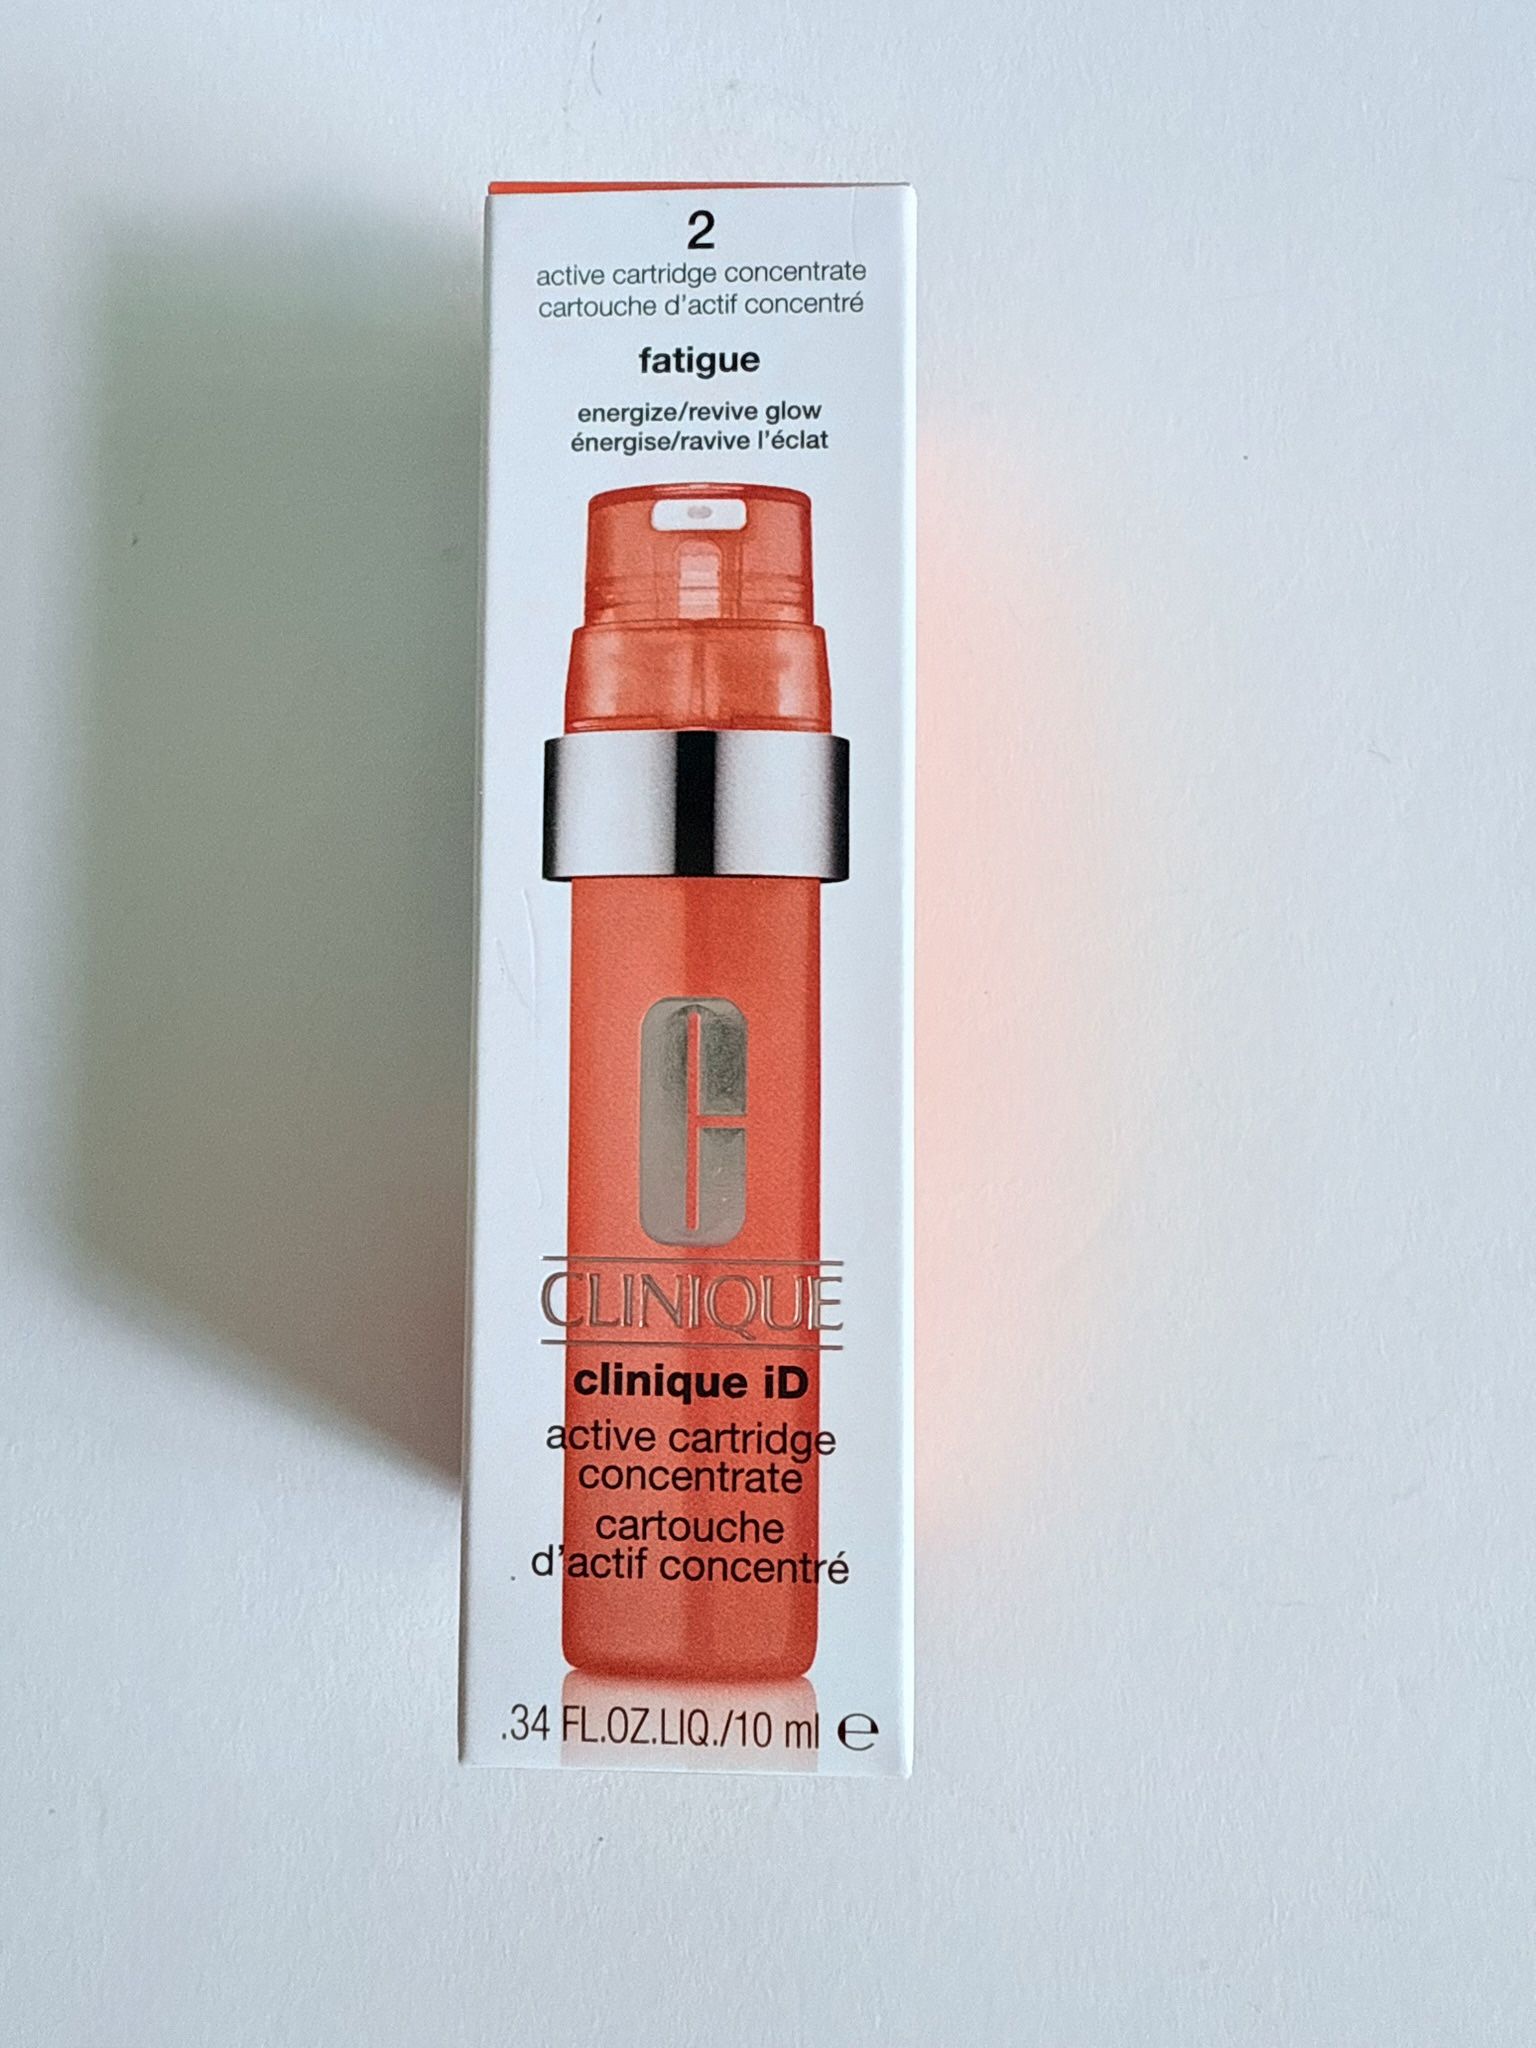 2
active cartridge concentrate
cartouche d'actif concentré
fatigue
energize/revive glow
énergise/ravive l'éclat
C
CLINIQUE
clinique iD
active cartridge
concentrate
cartouche
d'actif concentré
.34 FL.OZ.LIQ./10 ml ℮